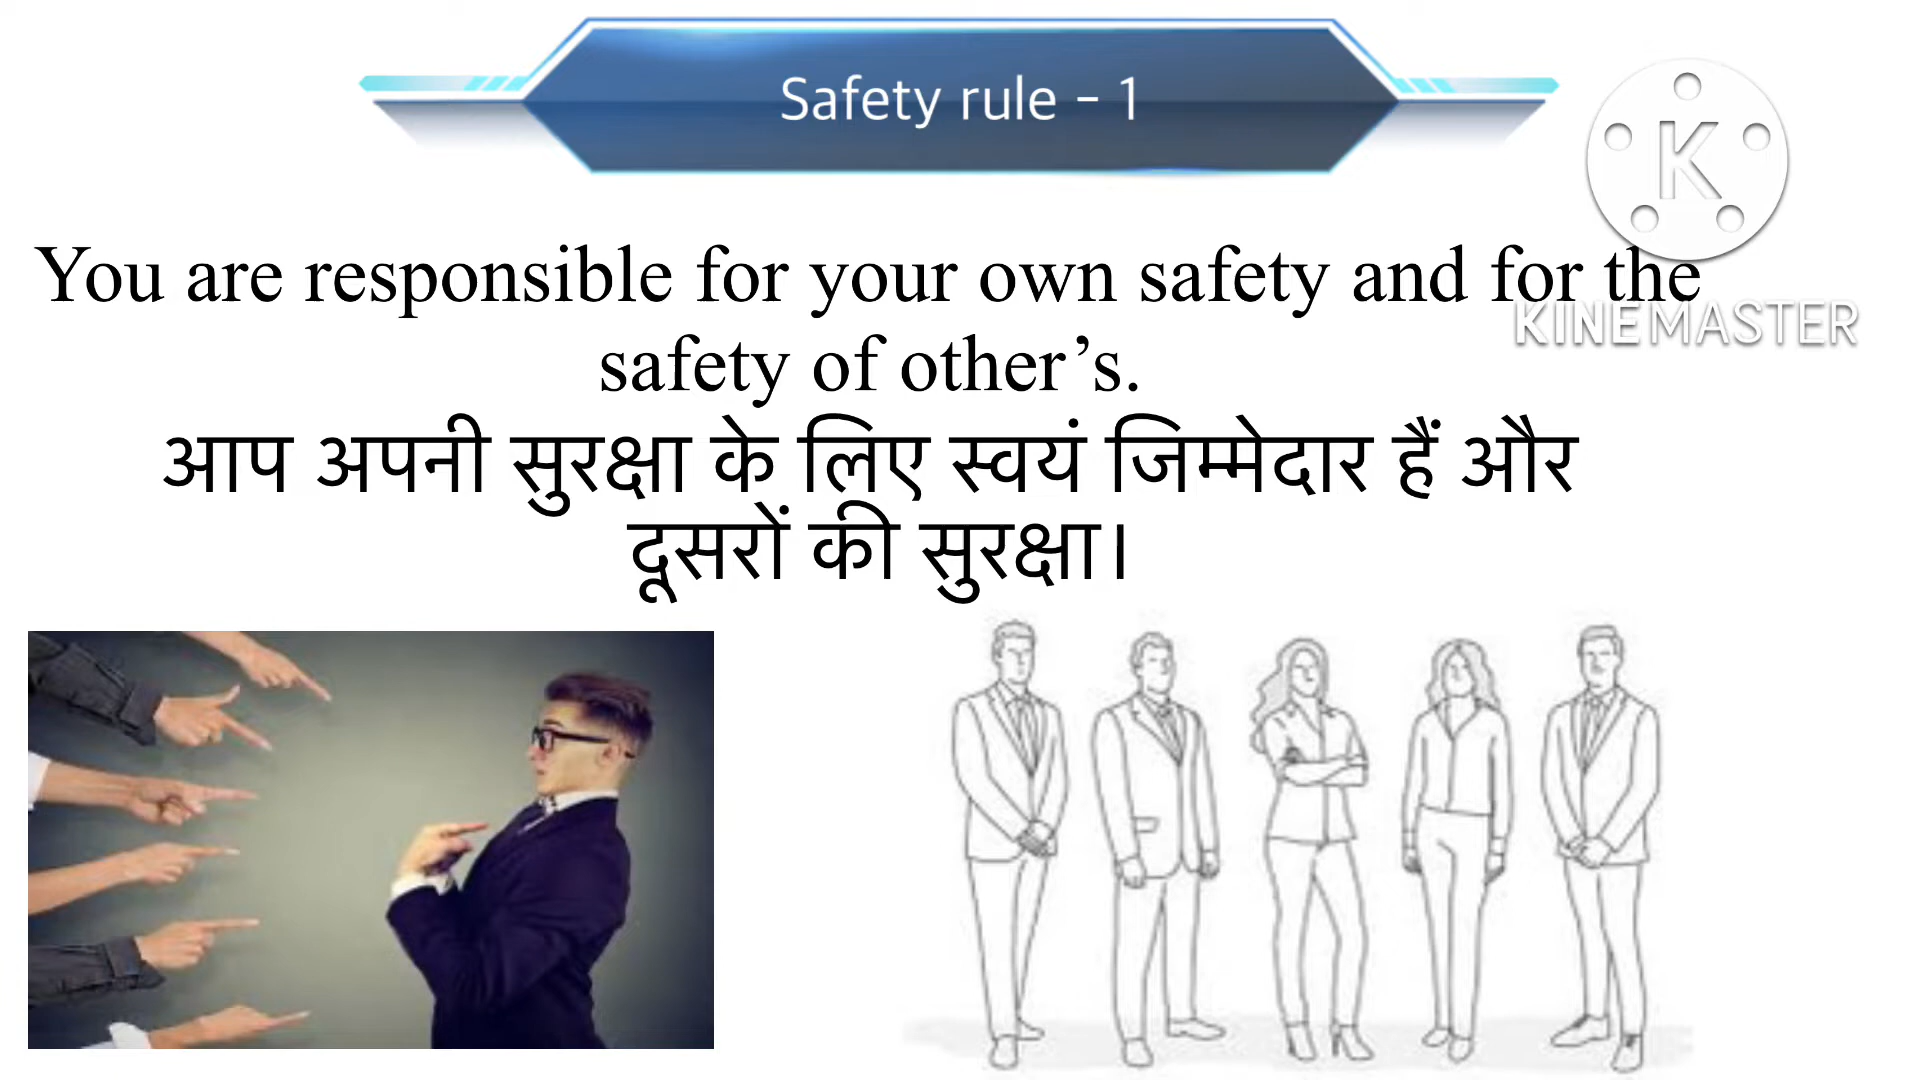 Safety rule - 1
K
KINEMASTER
You are responsible for your own safety and for the
safety of other’s.
आप अपनी सुरक्षा के लिए स्वयं जिम्मेदार हैं और
दूसरों की सुरक्षा।